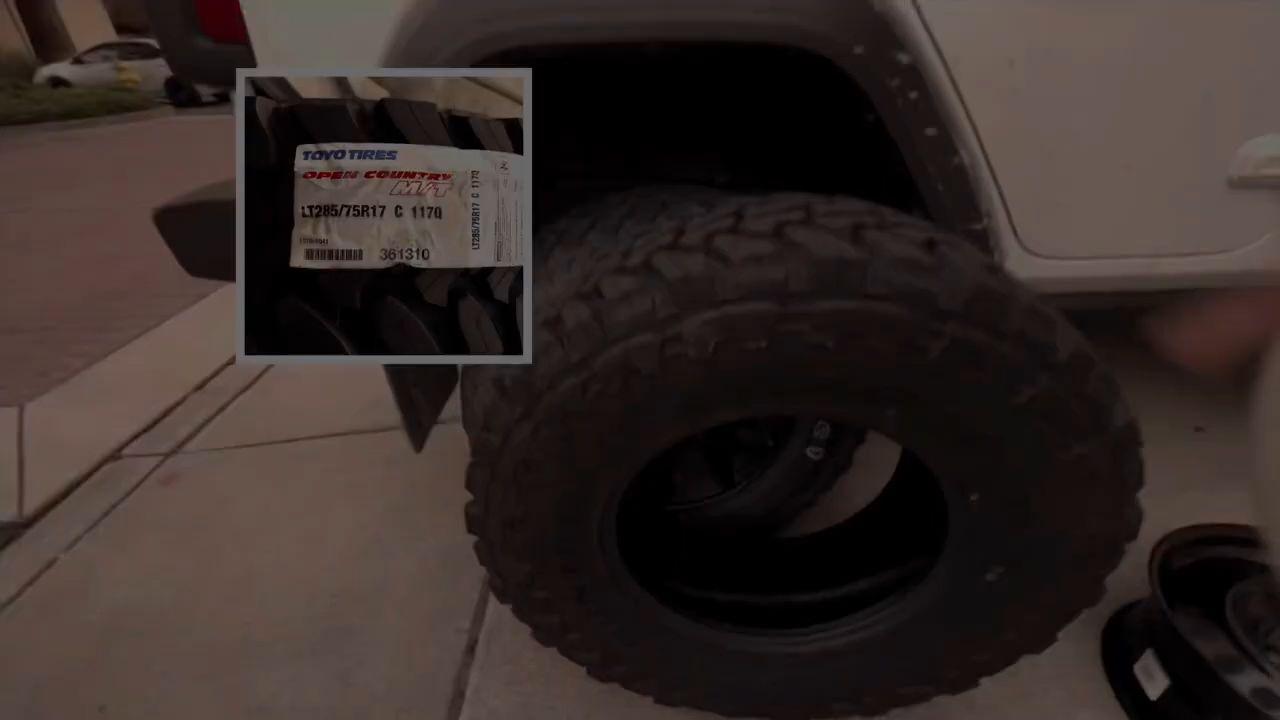 TOYO TIRES
OPEN COUNTRY
M/T
LT285/75R17 C 117Q
361310
LT285/75R17 C 117Q